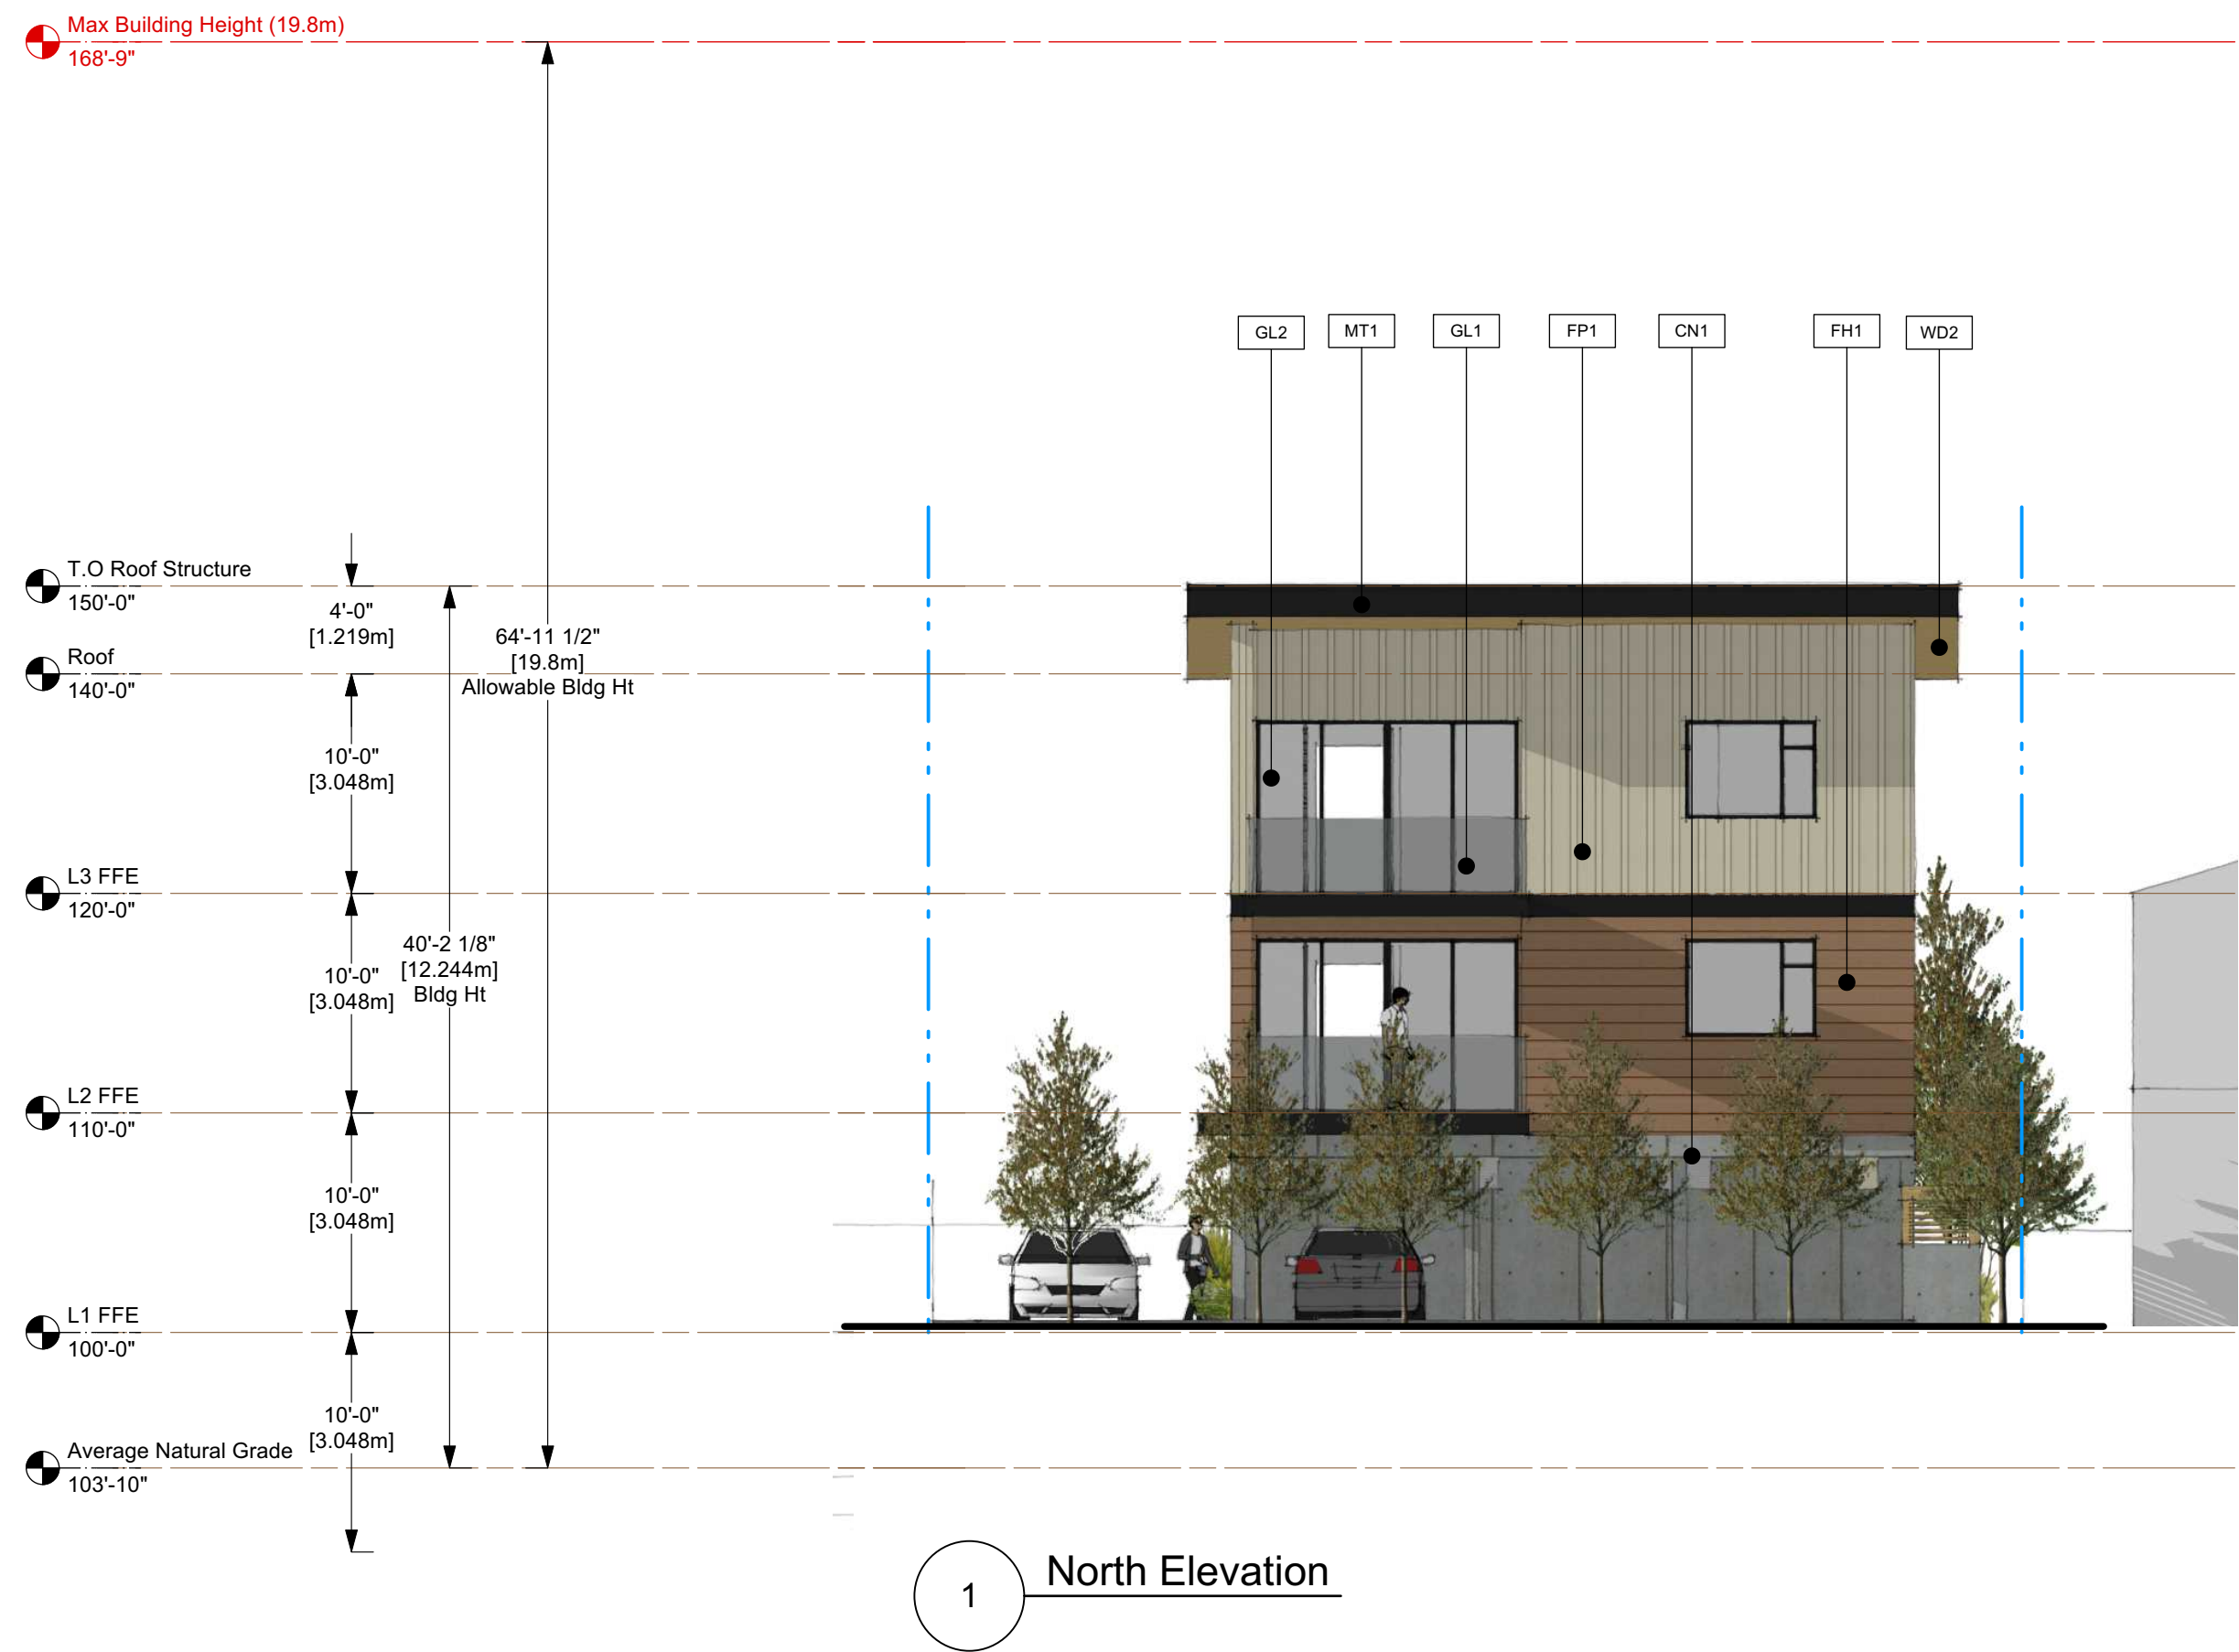 Max Building Height (19.8m)
168'-9"
GL2
MT1
GL1
FP1
CN1
FH1
WD2
T.O Roof Structure
150'-0"
4'-0"
[1.219m]
64'-11 1/2"
[19.8m]
Allowable Bldg Ht
Roof
140'-0"
10'-0"
[3.048m]
L3 FFE
120'-0"
40'-2 1/8"
[12.244m]
Bldg Ht
10'-0"
[3.048m]
L2 FFE
110'-0"
10'-0"
[3.048m]
L1 FFE
100'-0"
10'-0"
[3.048m]
Average Natural Grade
103'-10"
1
North Elevation